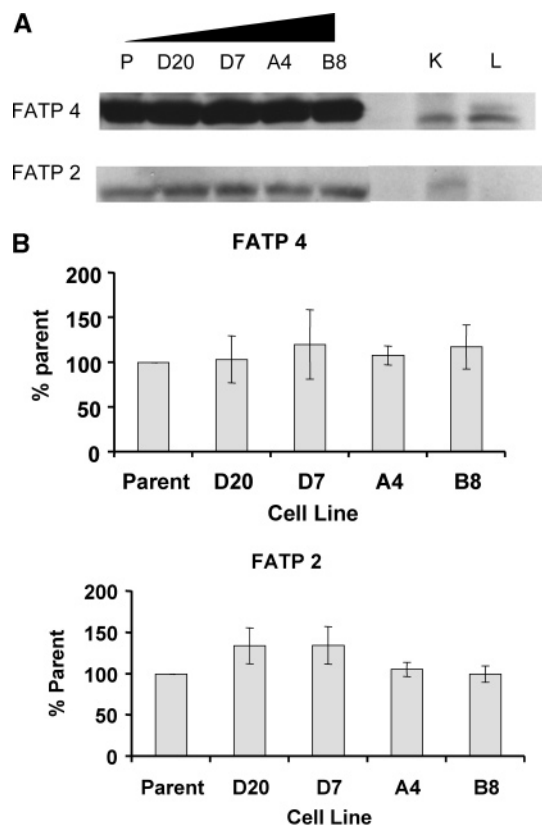 A
P D20 D7 A4 B8 K L
FATP 4
FATP 2
B
FATP 4
200
150
100
50
0
% parent
Parent D20 D7 A4 B8
Cell Line
FATP 2
200
150
100
50
0
% Parent
Parent D20 D7 A4 B8
Cell Line